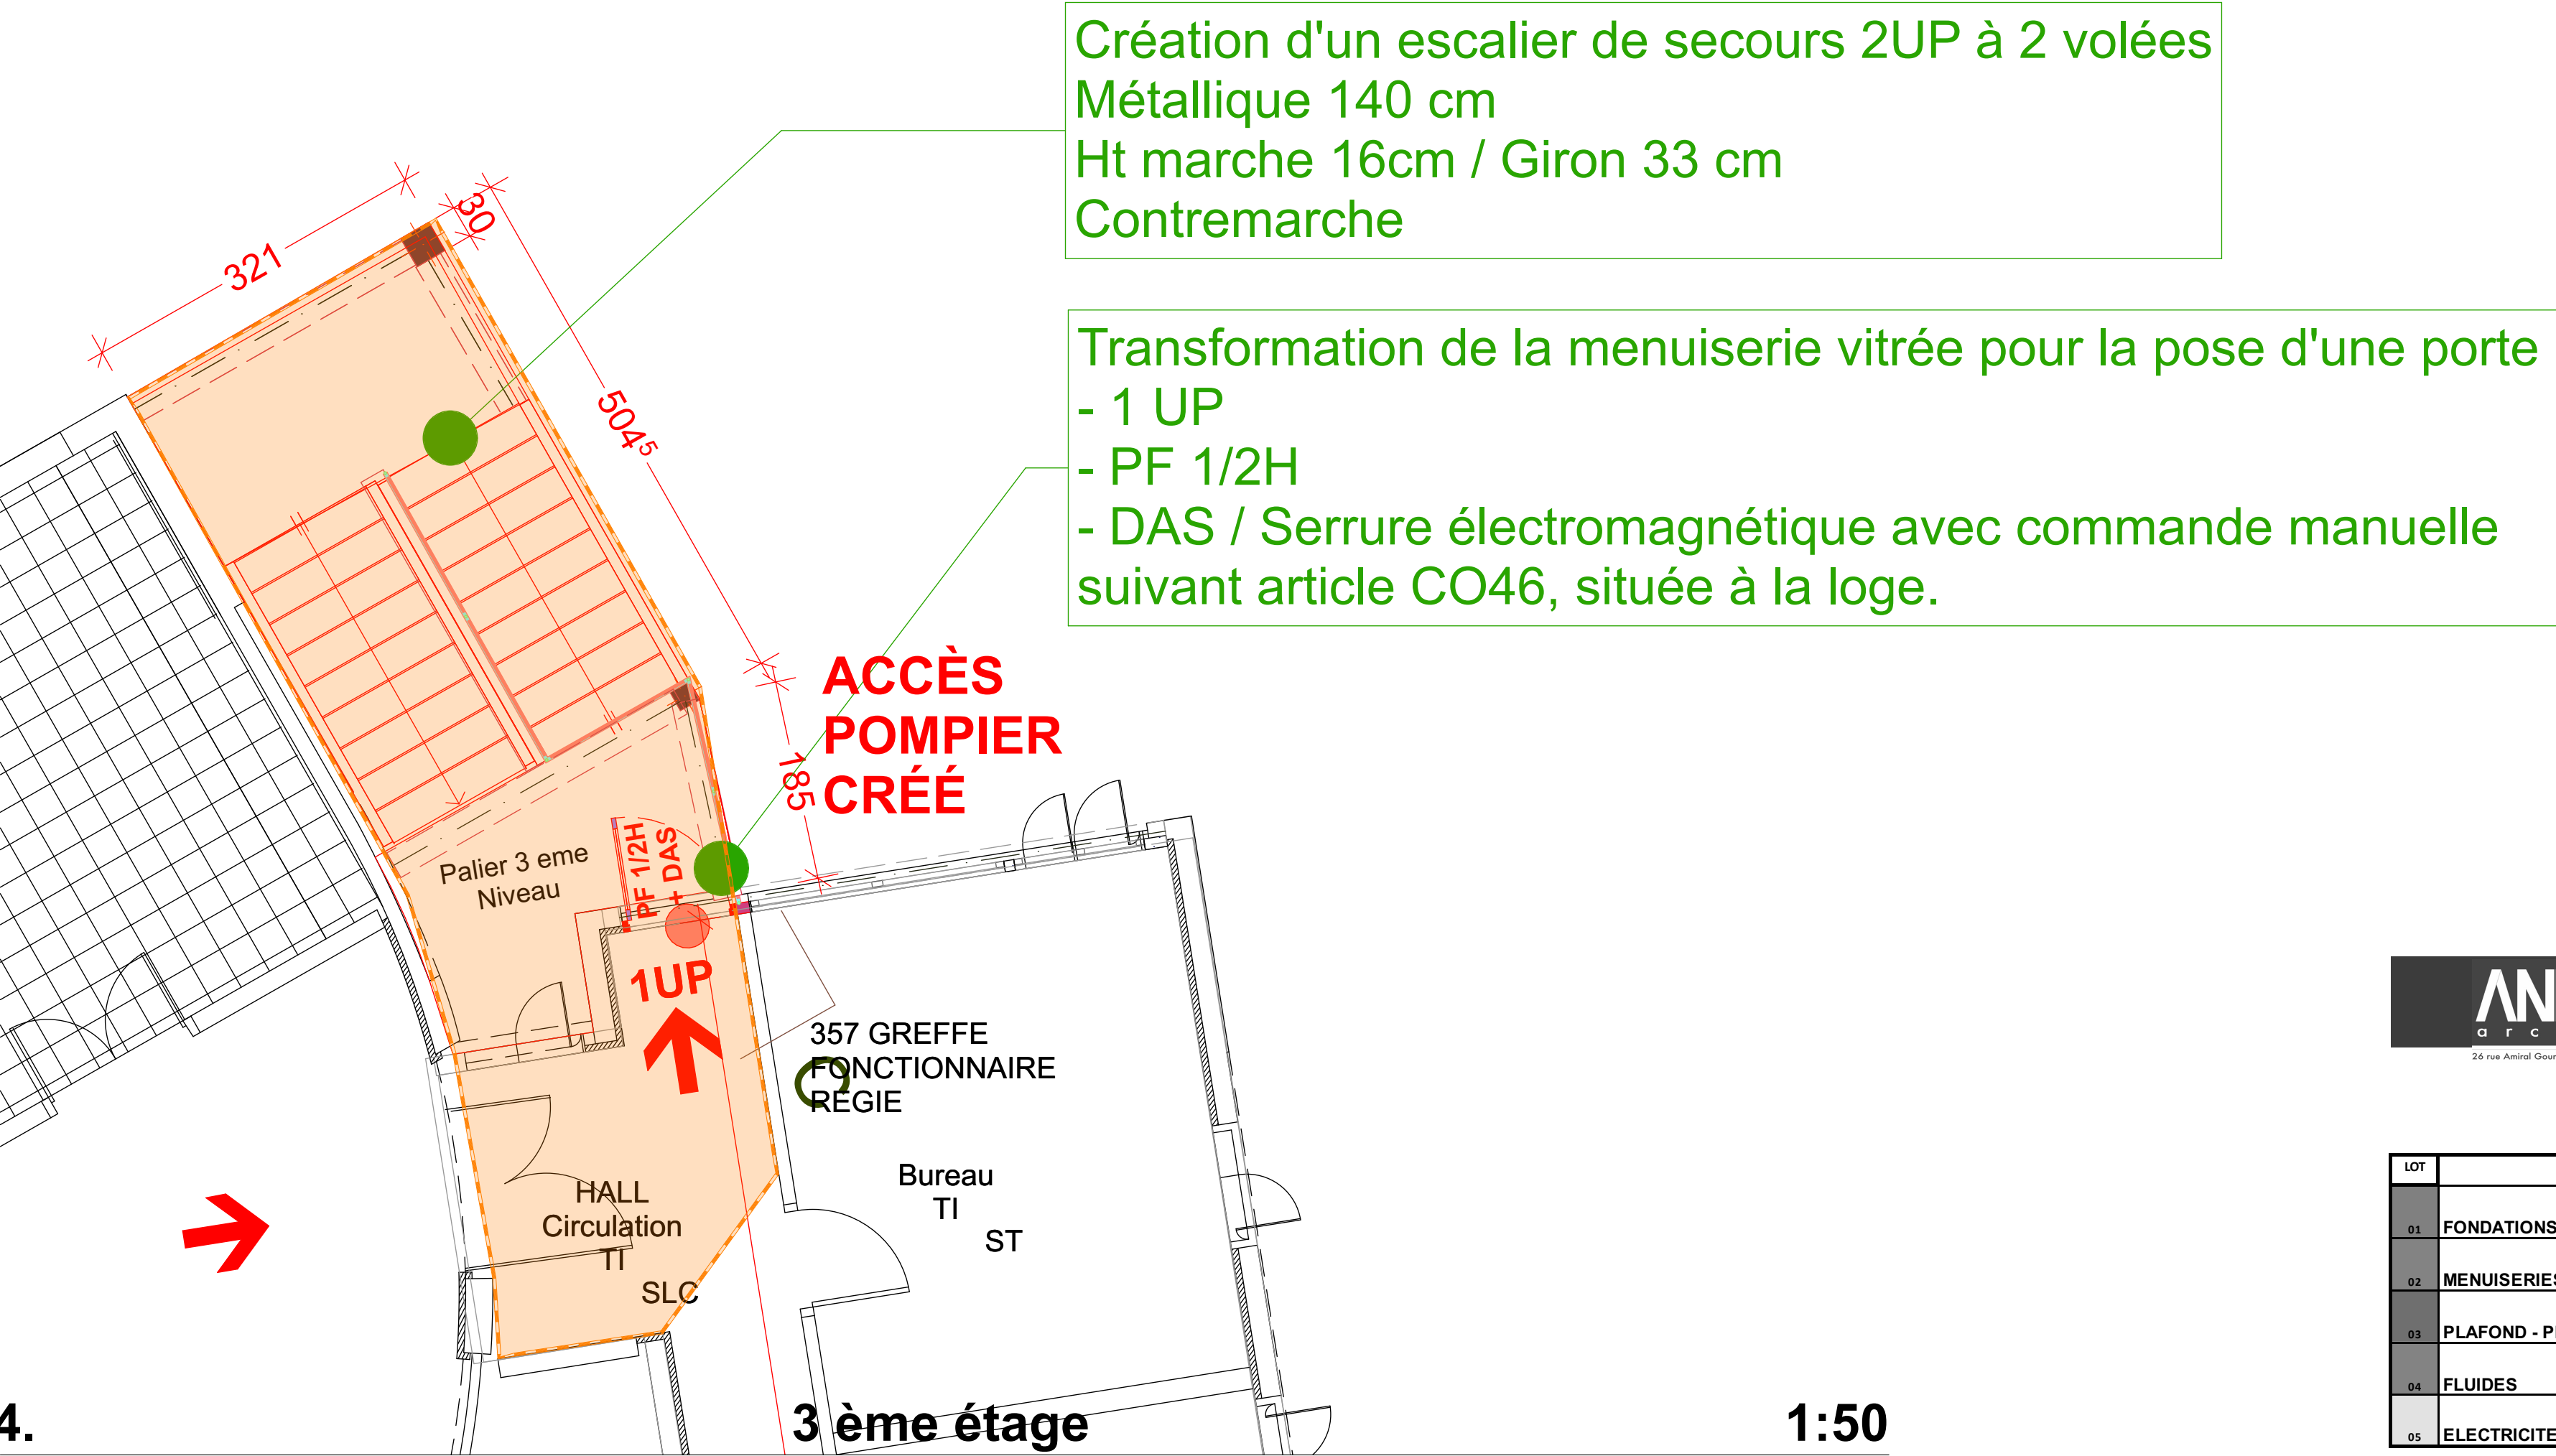 Création d'un escalier de secours 2UP à 2 volées
Métallique 140 cm
Ht marche 16cm / Giron 33 cm
Contremarche
Transformation de la menuiserie vitrée pour la pose d'une porte
- 1 UP
- PF 1/2H
- DAS / Serrure électromagnétique avec commande manuelle
suivant article CO46, située à la loge.
321
30
504⁵
185
ACCÈS
POMPIER
CRÉÉ
PF 1/2H
+ DAS
Palier 3 eme
Niveau
1UP
357 GREFFE
FONCTIONNAIRE
REGIE
Bureau
TI
ST
HALL
Circulation
TI
SLC
4.
3 ème étage
1:50
AN
a r c
26 rue Amiral Gour
LOT
01 FONDATIONS
02 MENUISERIES
03 PLAFOND - P
04 FLUIDES
05 ELECTRICITE